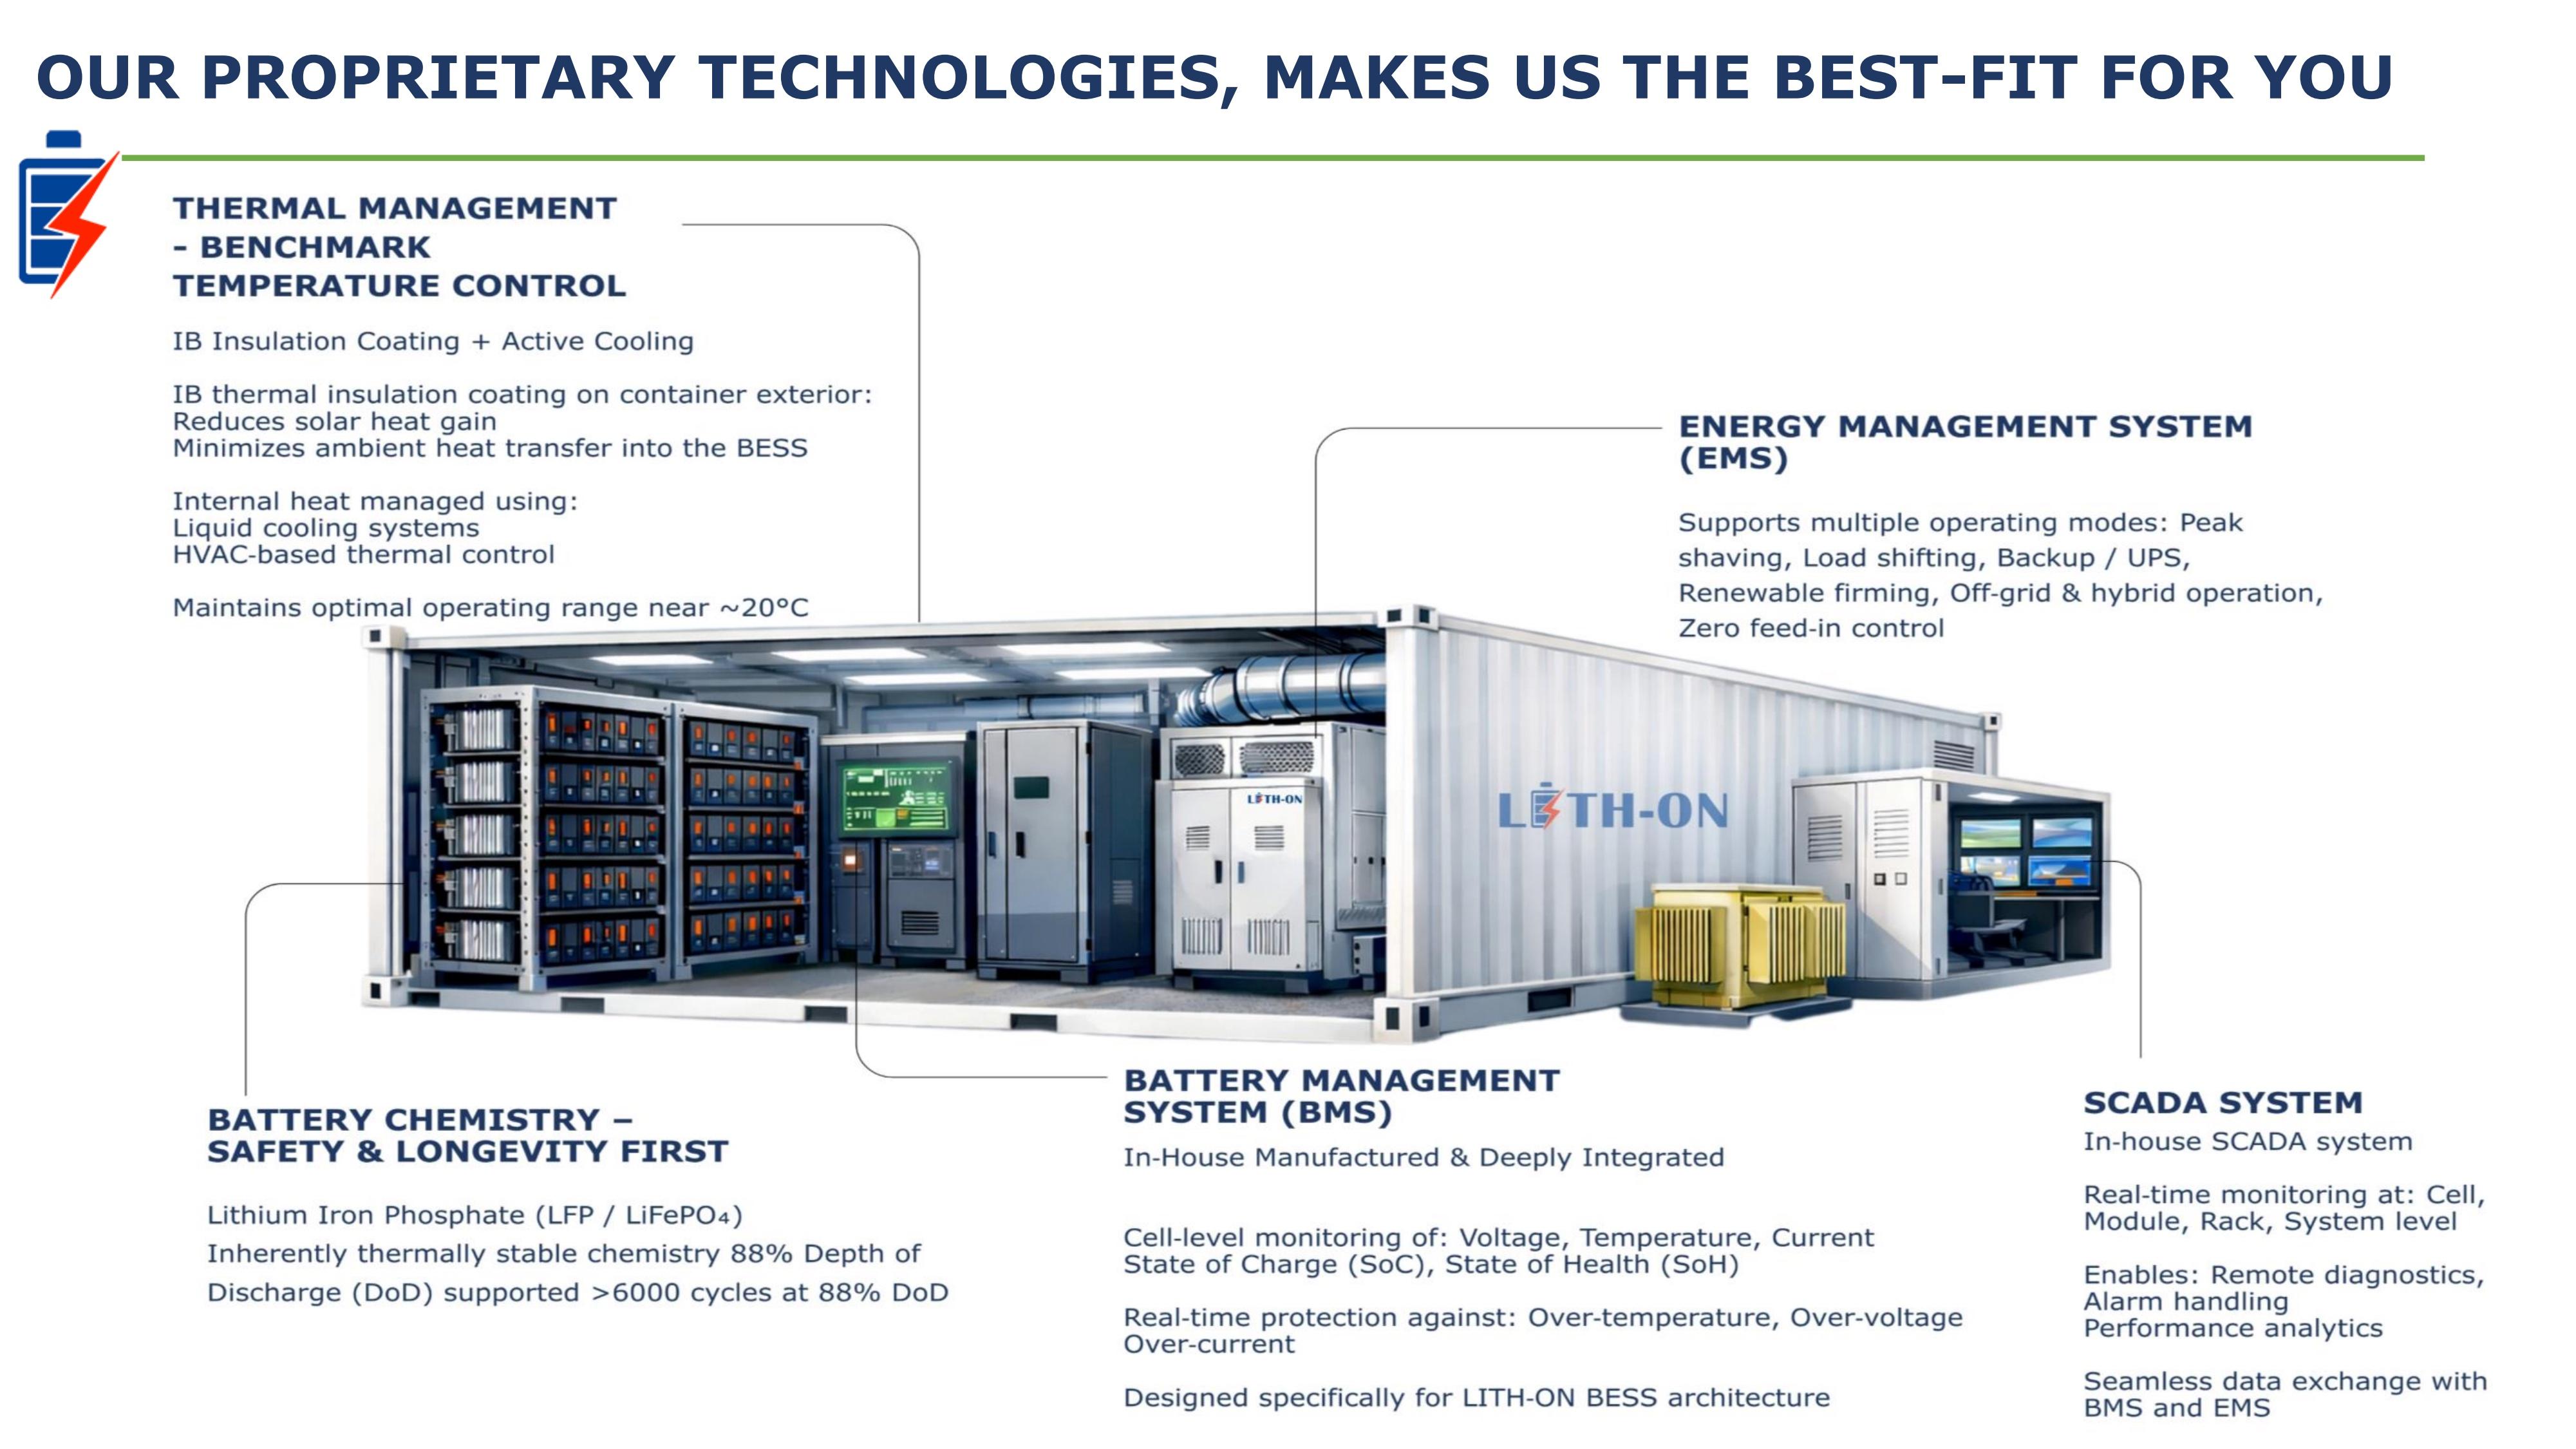 OUR PROPRIETARY TECHNOLOGIES, MAKES US THE BEST-FIT FOR YOU
THERMAL MANAGEMENT
- BENCHMARK
TEMPERATURE CONTROL
IB Insulation Coating + Active Cooling
IB thermal insulation coating on container exterior:
Reduces solar heat gain
Minimizes ambient heat transfer into the BESS
Internal heat managed using:
Liquid cooling systems
HVAC-based thermal control
Maintains optimal operating range near ~20°C
ENERGY MANAGEMENT SYSTEM
(EMS)
Supports multiple operating modes: Peak
shaving, Load shifting, Backup / UPS,
Renewable firming, Off-grid & hybrid operation,
Zero feed-in control
LITH-ON
LITH-ON
BATTERY CHEMISTRY –
SAFETY & LONGEVITY FIRST
Lithium Iron Phosphate (LFP / LiFePO₄)
Inherently thermally stable chemistry 88% Depth of
Discharge (DoD) supported >6000 cycles at 88% DoD
BATTERY MANAGEMENT
SYSTEM (BMS)
In-House Manufactured & Deeply Integrated
Cell-level monitoring of: Voltage, Temperature, Current
State of Charge (SoC), State of Health (SoH)
Real-time protection against: Over-temperature, Over-voltage
Over-current
Designed specifically for LITH-ON BESS architecture
SCADA SYSTEM
In-house SCADA system
Real-time monitoring at: Cell,
Module, Rack, System level
Enables: Remote diagnostics,
Alarm handling
Performance analytics
Seamless data exchange with
BMS and EMS